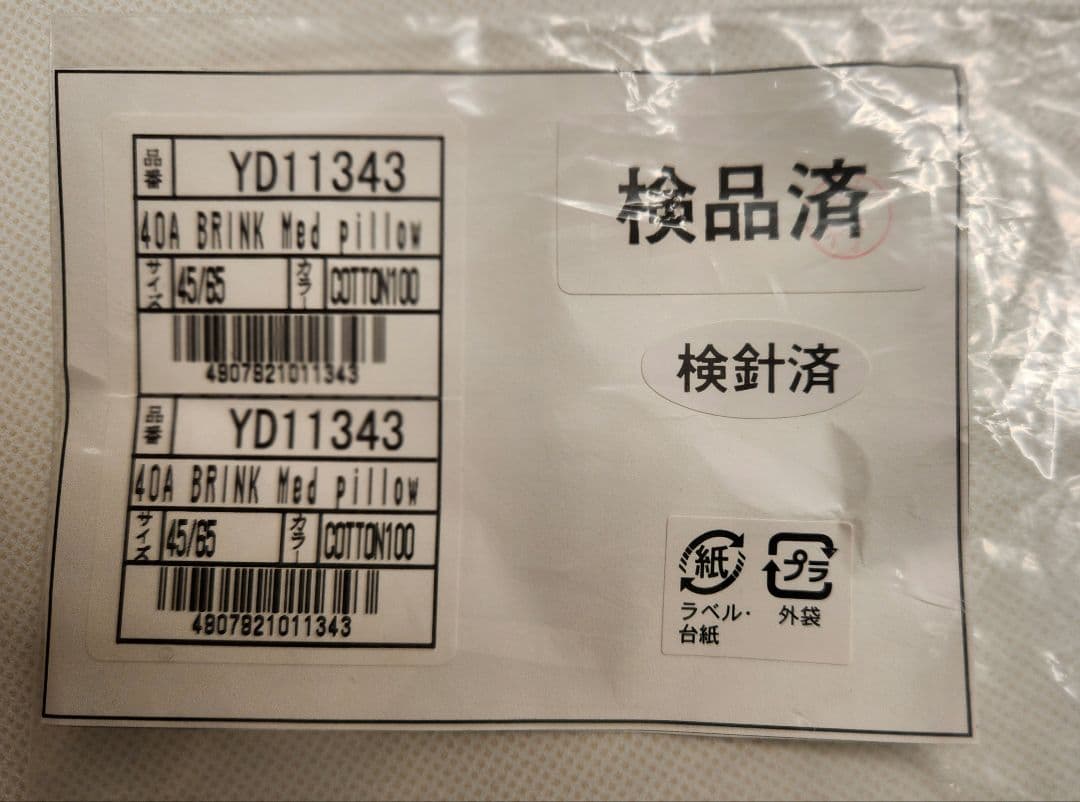 品番 YD11343
40A BRINK Med pillow
サイズ 45/65 カラー COTTON100
4907921011343
品番 YD11343
40A BRINK Med pillow
サイズ 45/65 カラー COTTON100
4907921011343
検品済
検針済
紙 プラ
ラベル・ 外袋
台紙